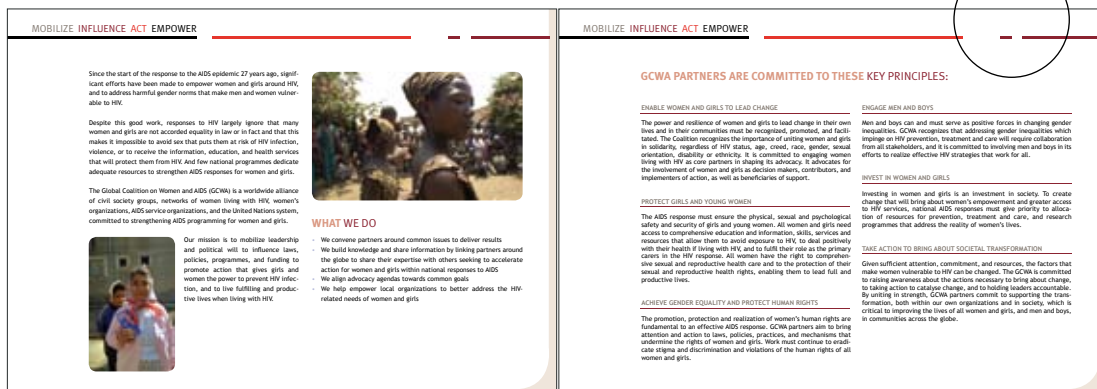 MOBILIZE INFLUENCE ACT EMPOWER
Since the start of the response to the AIDS epidemic 27 years ago, signif-
icant efforts have been made to empower women and girls around HIV,
and to address harmful gender norms that make men and women vulner-
able to HIV.
Despite this good work, responses to HIV largely ignore that many
women and girls are not accorded equality in law or in fact and that this
makes it impossible to avoid sex that puts them at risk of HIV infection,
violence, or to receive the information, education, and health services
that will protect them from HIV. And few national programmes dedicate
adequate resources to strengthen AIDS responses for women and girls.
The Global Coalition on Women and AIDS (GCWA) is a worldwide alliance
of civil society groups, networks of women living with HIV, women's
organizations, AIDS service organizations, and the United Nations system,
committed to strengthening AIDS programming for women and girls.
Our mission is to mobilize leadership
and political will to influence laws,
policies, programmes, and funding to
promote action that gives girls and
women the power to prevent HIV infec-
tion, and to live fulfilling and produc-
tive lives when living with HIV.
WHAT WE DO
- We convene partners around common issues to deliver results
- We build knowledge and share information by linking partners around
the globe to share their expertise with others seeking to accelerate
action for women and girls within national responses to AIDS
- We align advocacy agendas towards common goals
- We help empower local organizations to better address the HIV-
related needs of women and girls
MOBILIZE INFLUENCE ACT EMPOWER
GCWA PARTNERS ARE COMMITTED TO THESE KEY PRINCIPLES:
ENABLE WOMEN AND GIRLS TO LEAD CHANGE
The power and resilience of women and girls to lead change in their own
lives and in their communities must be recognized, promoted, and facili-
tated. The Coalition recognizes the importance of uniting women and girls
in solidarity, regardless of HIV status, age, creed, race, gender, sexual
orientation, disability or ethnicity. It is committed to engaging women
living with HIV as core partners in shaping its advocacy. It advocates for
the involvement of women and girls as decision makers, contributors, and
implementers of action, as well as beneficiaries of support.
PROTECT GIRLS AND YOUNG WOMEN
The AIDS response must ensure the physical, sexual and psychological
safety and security of girls and young women. All women and girls need
access to comprehensive education and information, skills, services and
resources that allow them to avoid exposure to HIV, to deal positively
with their health if living with HIV, and to fulfil their role as the primary
carers in the HIV response. All women have the right to comprehen-
sive sexual and reproductive health care and to the protection of their
sexual and reproductive health rights, enabling them to lead full and
productive lives.
ACHIEVE GENDER EQUALITY AND PROTECT HUMAN RIGHTS
The promotion, protection and realization of women's human rights are
fundamental to an effective AIDS response. GCWA partners aim to bring
attention and action to laws, policies, practices, and mechanisms that
undermine the rights of women and girls. Work must continue to eradi-
cate stigma and discrimination and violations of the human rights of all
women and girls.
ENGAGE MEN AND BOYS
Men and boys can and must serve as positive forces in changing gender
inequalities. GCWA recognizes that addressing gender inequalities which
impinge on HIV prevention, treatment and care will require collaboration
from all stakeholders, and it is committed to involving men and boys in its
efforts to realize effective HIV strategies that work for all.
INVEST IN WOMEN AND GIRLS
Investing in women and girls is an investment in society. To create
change that will bring about women's empowerment and greater access
to HIV services, national AIDS responses must give priority to alloca-
tion of resources for prevention, treatment and care, and research
programmes that address the reality of women's lives.
TAKE ACTION TO BRING ABOUT SOCIETAL TRANSFORMATION
Given sufficient attention, commitment, and resources, the factors that
make women vulnerable to HIV can be changed. The GCWA is committed
to raising awareness about the actions necessary to bring about change,
to taking action to catalyse change, and to holding leaders accountable.
By uniting in strength, GCWA partners commit to supporting the trans-
formation, both within our own organizations and in society, which is
critical to improving the lives of all women and girls, and men and boys,
in communities across the globe.